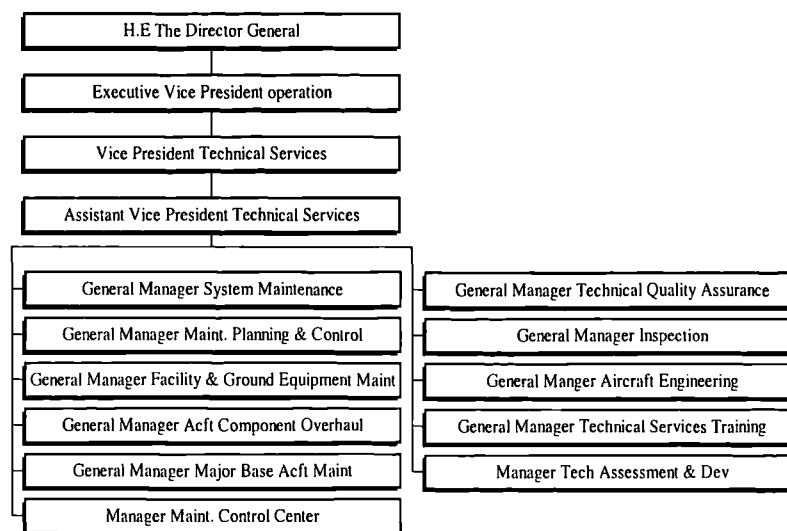 H.E The Director General
Executive Vice President operation
Vice President Technical Services
Assistant Vice President Technical Services
General Manager System Maintenance
General Manager Maint. Planning & Control
General Manager Facility & Ground Equipment Maint
General Manager Acft Component Overhaul
General Manager Major Base Acft Maint
Manager Maint. Control Center
General Manager Technical Quality Assurance
General Manager Inspection
General Manger Aircraft Engineering
General Manager Technical Services Training
Manager Tech Assessment & Dev